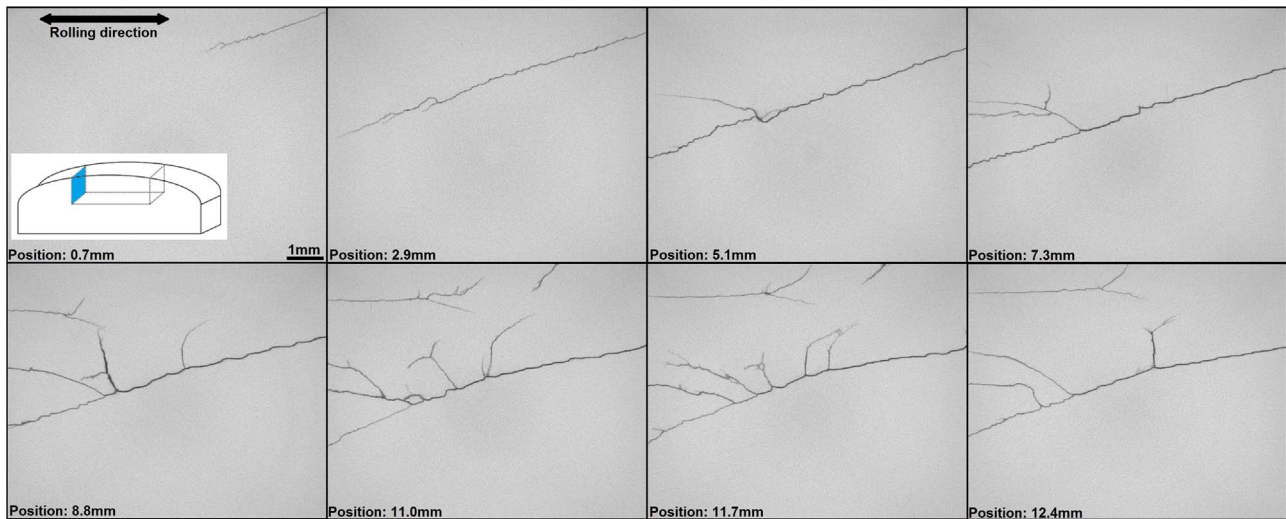 Rolling direction
Position: 0.7mm
1mm
Position: 2.9mm
Position: 5.1mm
Position: 7.3mm
Position: 8.8mm
Position: 11.0mm
Position: 11.7mm
Position: 12.4mm